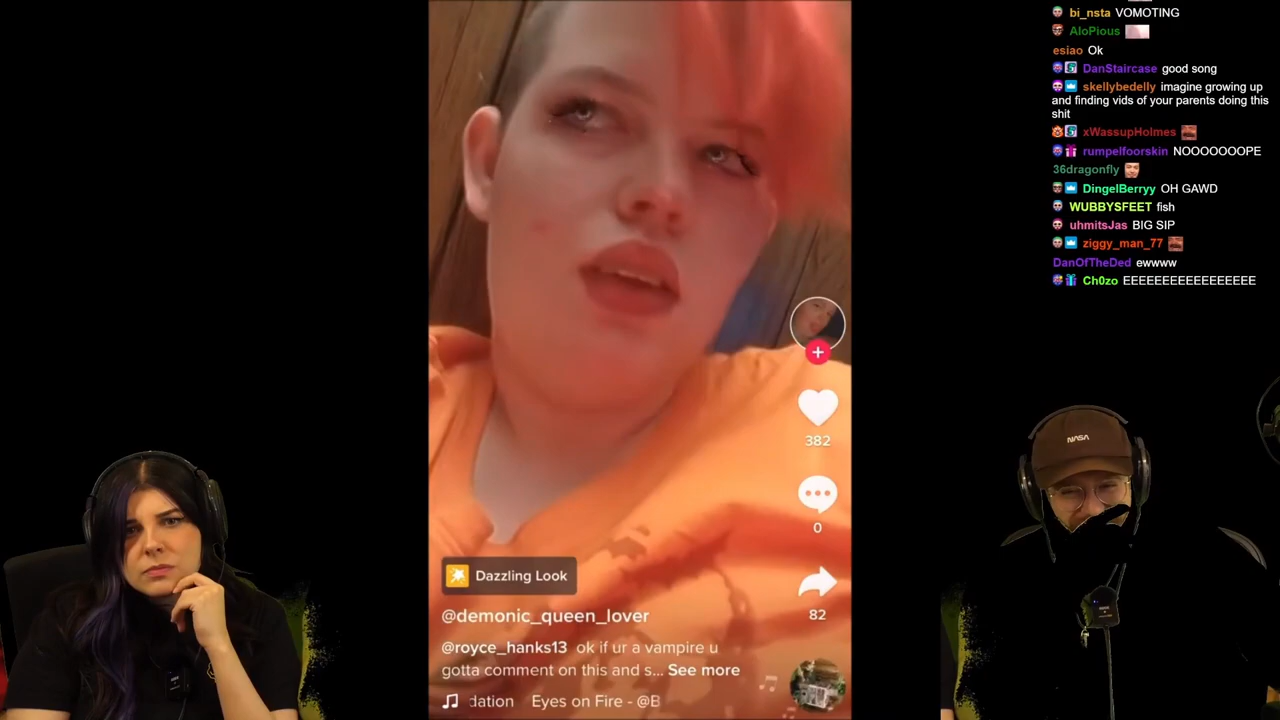 bi_nsta VOMOTING
AloPious
esiao Ok
DanStaircase good song
skellybedelly imagine growing up
and finding vids of your parents doing this
shit
xWassupHolmes
rumpelfoorskin NOOOOOOOPE
36dragonfly
DingelBerryy OH GAWD
WUBBYSFEET fish
uhmitsJas BIG SIP
ziggy_man_77
DanOfTheDed ewwww
Ch0zo EEEEEEEEEEEEEEEEE
382
0
Dazzling Look
82
@demonic_queen_lover
@royce_hanks13 ok if ur a vampire u
gotta comment on this and s... See more
dation Eyes on Fire - @B
NASA